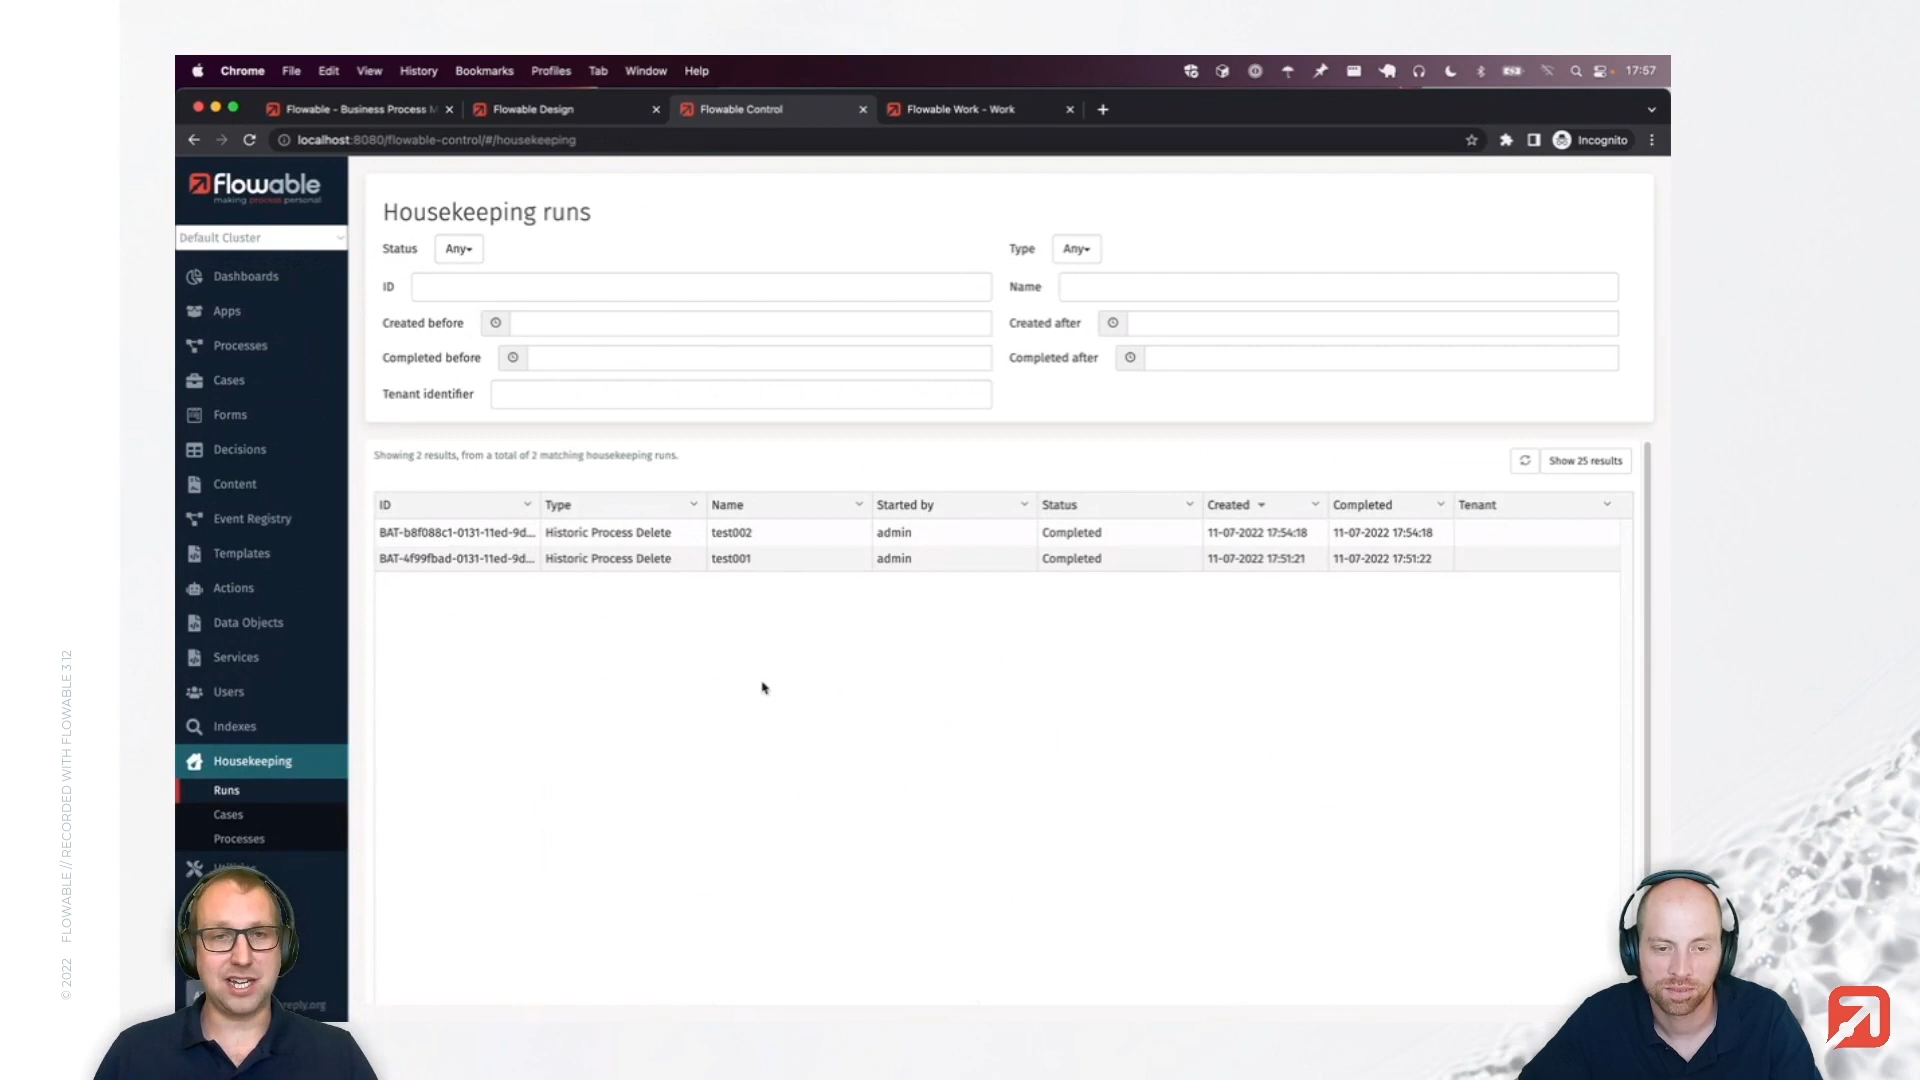 Chrome File Edit View History Bookmarks Profiles Tab Window Help 17:57
Flowable - Business Process M Flowable Design Flowable Control Flowable Work - Work
localhost:8080/flowable-control/#/housekeeping Incognito
Flowable
making process personal
Default Cluster
Dashboards
Apps
Processes
Cases
Forms
Decisions
Content
Event Registry
Templates
Actions
Data Objects
Services
Users
Indexes
Housekeeping
Runs
Cases
Processes
Housekeeping runs
Status Any Type Any
ID Name
Created before Created after
Completed before Completed after
Tenant identifier
Showing 2 results, from a total of 2 matching housekeeping runs.
Show 25 results
ID Type Name Started by Status Created Completed Tenant
BAT-b8f088c1-0131-11ed-9d... Historic Process Delete test002 admin Completed 11-07-2022 17:54:18 11-07-2022 17:54:18
BAT-4f99fbad-0131-11ed-9d... Historic Process Delete test001 admin Completed 11-07-2022 17:51:21 11-07-2022 17:51:22
© 2022 FLOWABLE // RECORDED WITH FLOWABLE 3.12